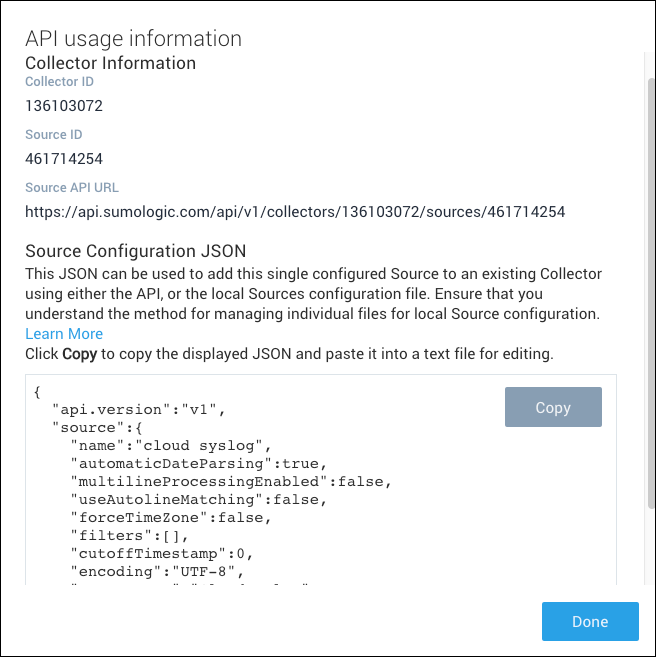 API usage information
Collector Information
Collector ID
136103072
Source ID
461714254
Source API URL
https://api.sumologic.com/api/v1/collectors/136103072/sources/461714254
Source Configuration JSON
This JSON can be used to add this single configured Source to an existing Collector
using either the API, or the local Sources configuration file. Ensure that you
understand the method for managing individual files for local Source configuration.
Learn More
Click Copy to copy the displayed JSON and paste it into a text file for editing.
{
Copy
"api.version":"v1",
"source":{
"name":"cloud syslog",
"automaticDateParsing":true,
"multilineProcessingEnabled":false,
"useAutolineMatching":false,
"forceTimeZone":false,
"filters":[],
"cutoffTimestamp":0,
"encoding":"UTF-8",
Done